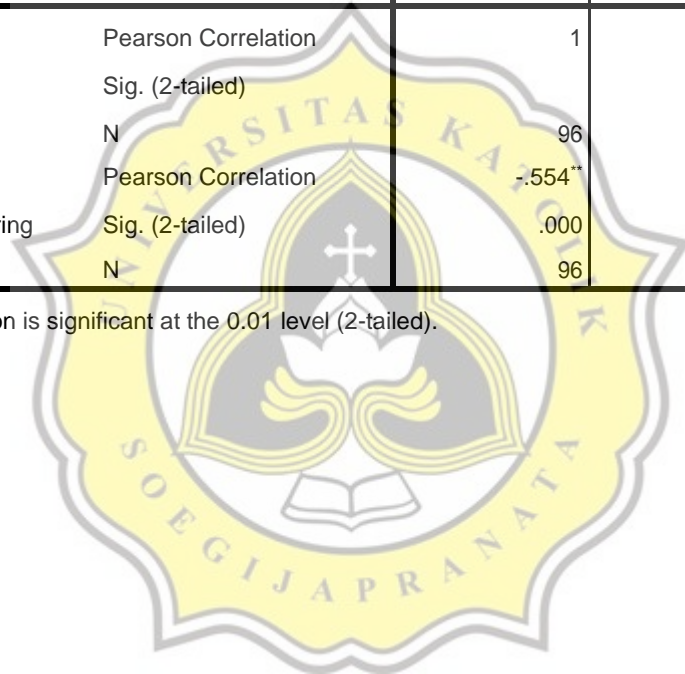 Pearson Correlation 1
Sig. (2-tailed)
N 96
Pearson Correlation -.554**
ring Sig. (2-tailed) .000
N 96
on is significant at the 0.01 level (2-tailed).
UNIVERSITAS KATOLIK
SOEGIJAPRANATA